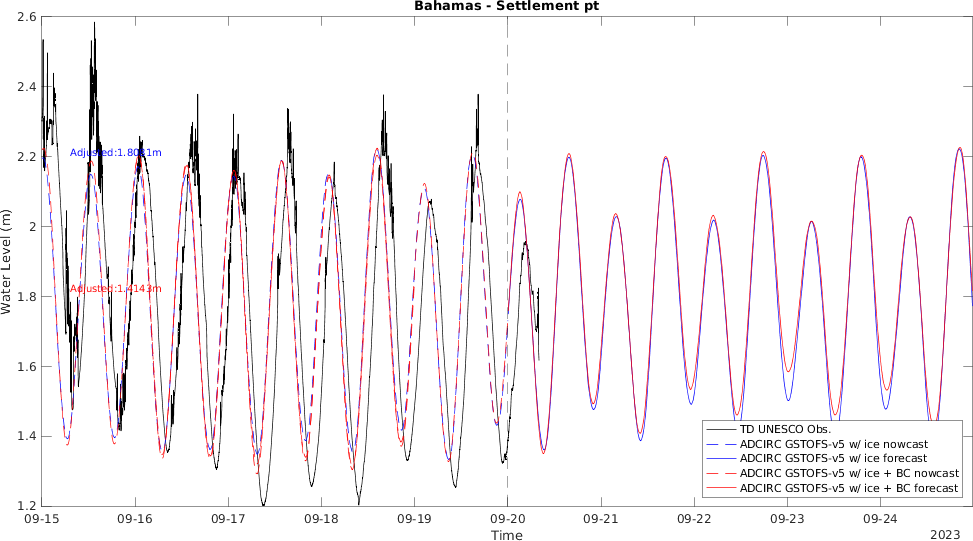 Bahamas - Settlement pt
2.6
2.4
2.2
2
1.8
1.6
1.4
1.2
Water Level (m)
Adjusted:1.8081m
Adjusted:1.4143m
TD UNESCO Obs.
ADCIRC GSTOFS-v5 w/ ice nowcast
ADCIRC GSTOFS-v5 w/ ice forecast
ADCIRC GSTOFS-v5 w/ ice + BC nowcast
ADCIRC GSTOFS-v5 w/ ice + BC forecast
09-15 09-16 09-17 09-18 09-19 09-20 09-21 09-22 09-23 09-24
Time
2023